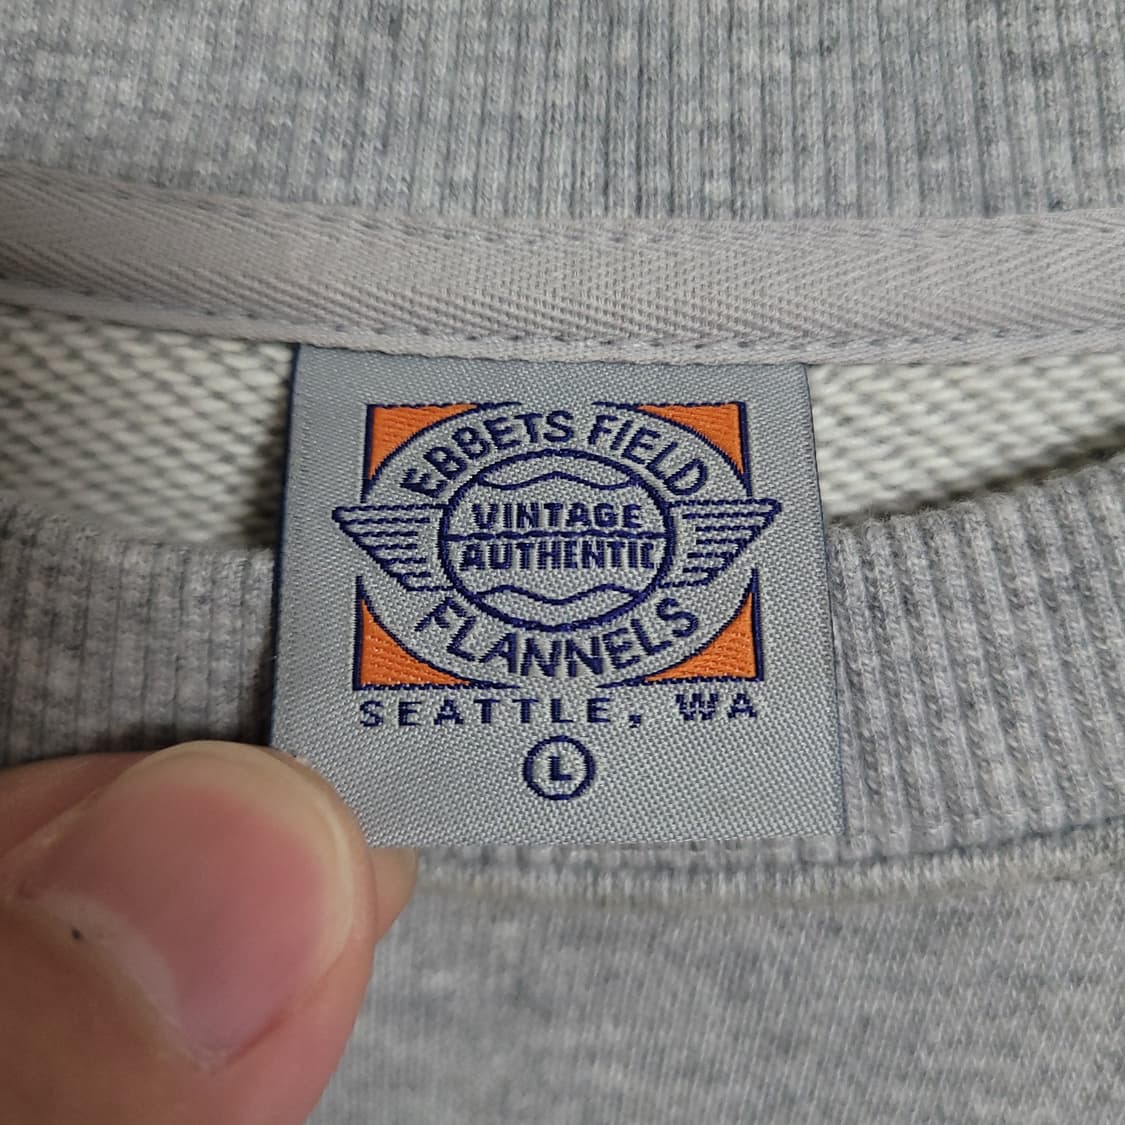 EBBETS FIELD
VINTAGE
AUTHENTIC
FLANNELS
SEATTLE, WA
L